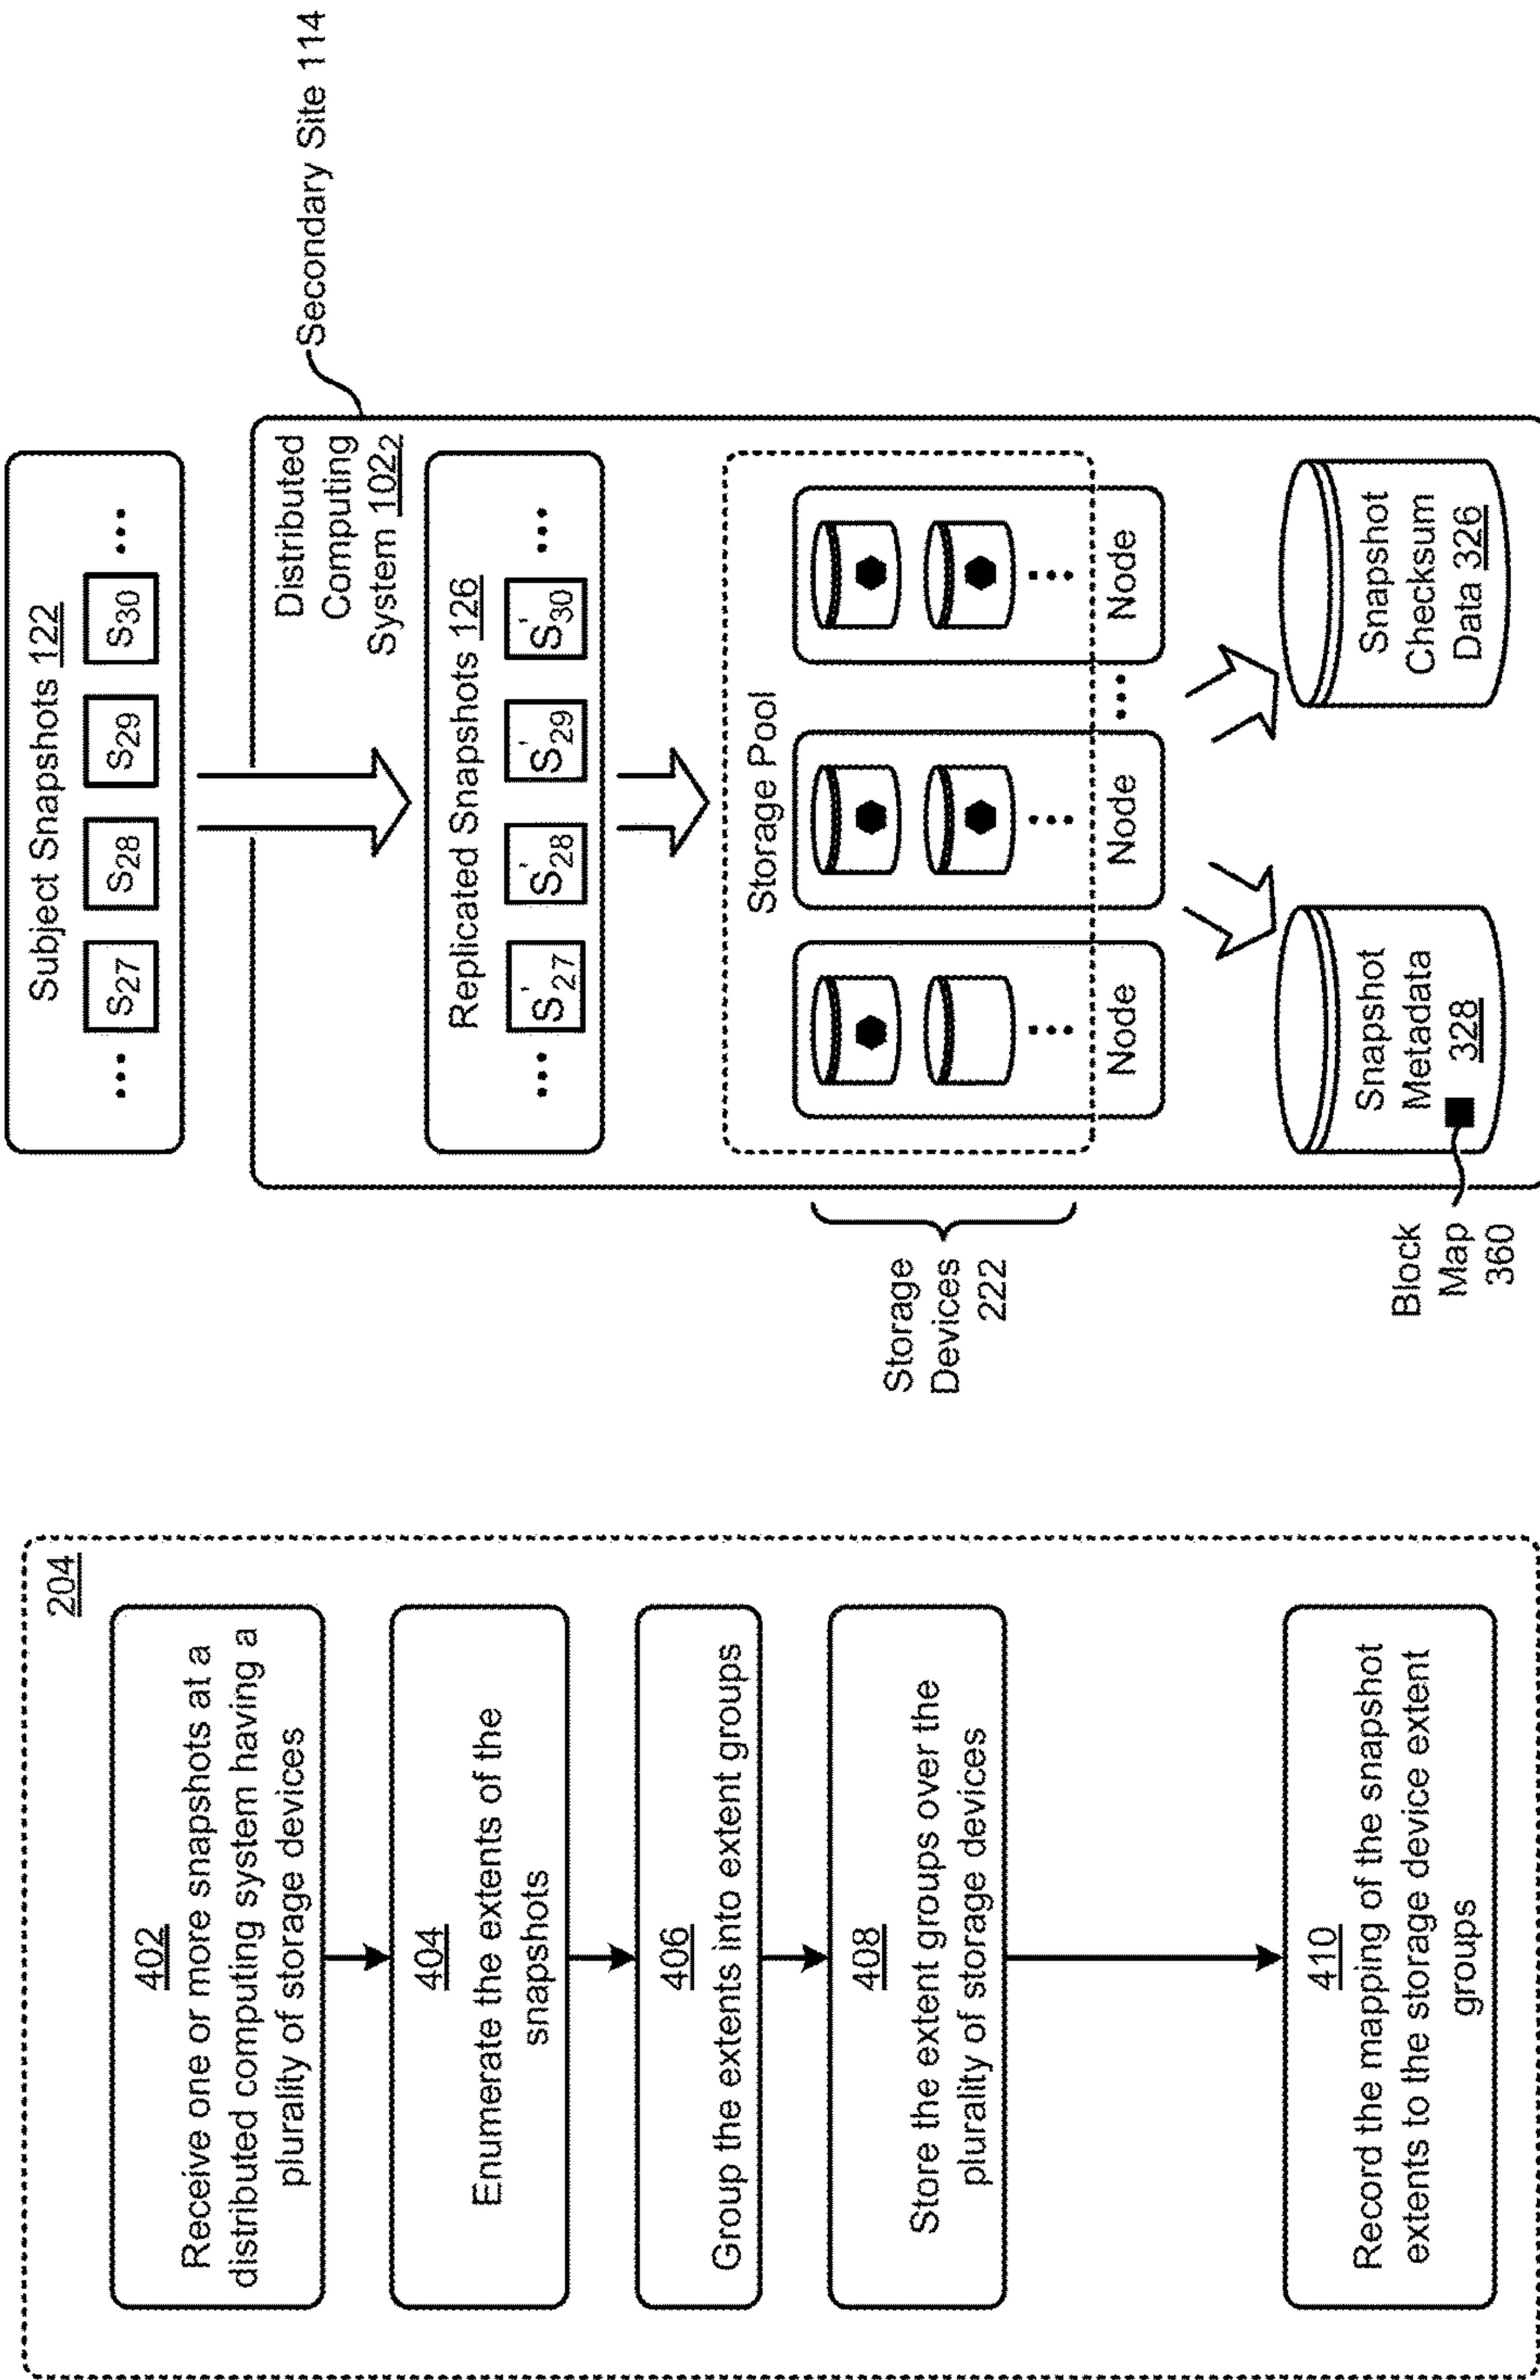 204
402
Receive one or more snapshots at a
distributed computing system having a
plurality of storage devices
404
Enumerate the extents of the
snapshots
406
Group the extents into extent groups
408
Store the extent groups over the
plurality of storage devices
410
Record the mapping of the snapshot
extents to the storage device extent
groups
Subject Snapshots 122
... S27 S28 S29 S30 ...
Secondary Site 114
Distributed
Computing
System 102₂
Replicated Snapshots 126
... S'27 S'28 S'29 S'30 ...
Storage Pool
Storage
Devices
222
... ... ...
Node Node ... Node
Snapshot
Metadata
328
Block
Map
360
Snapshot
Checksum
Data 326